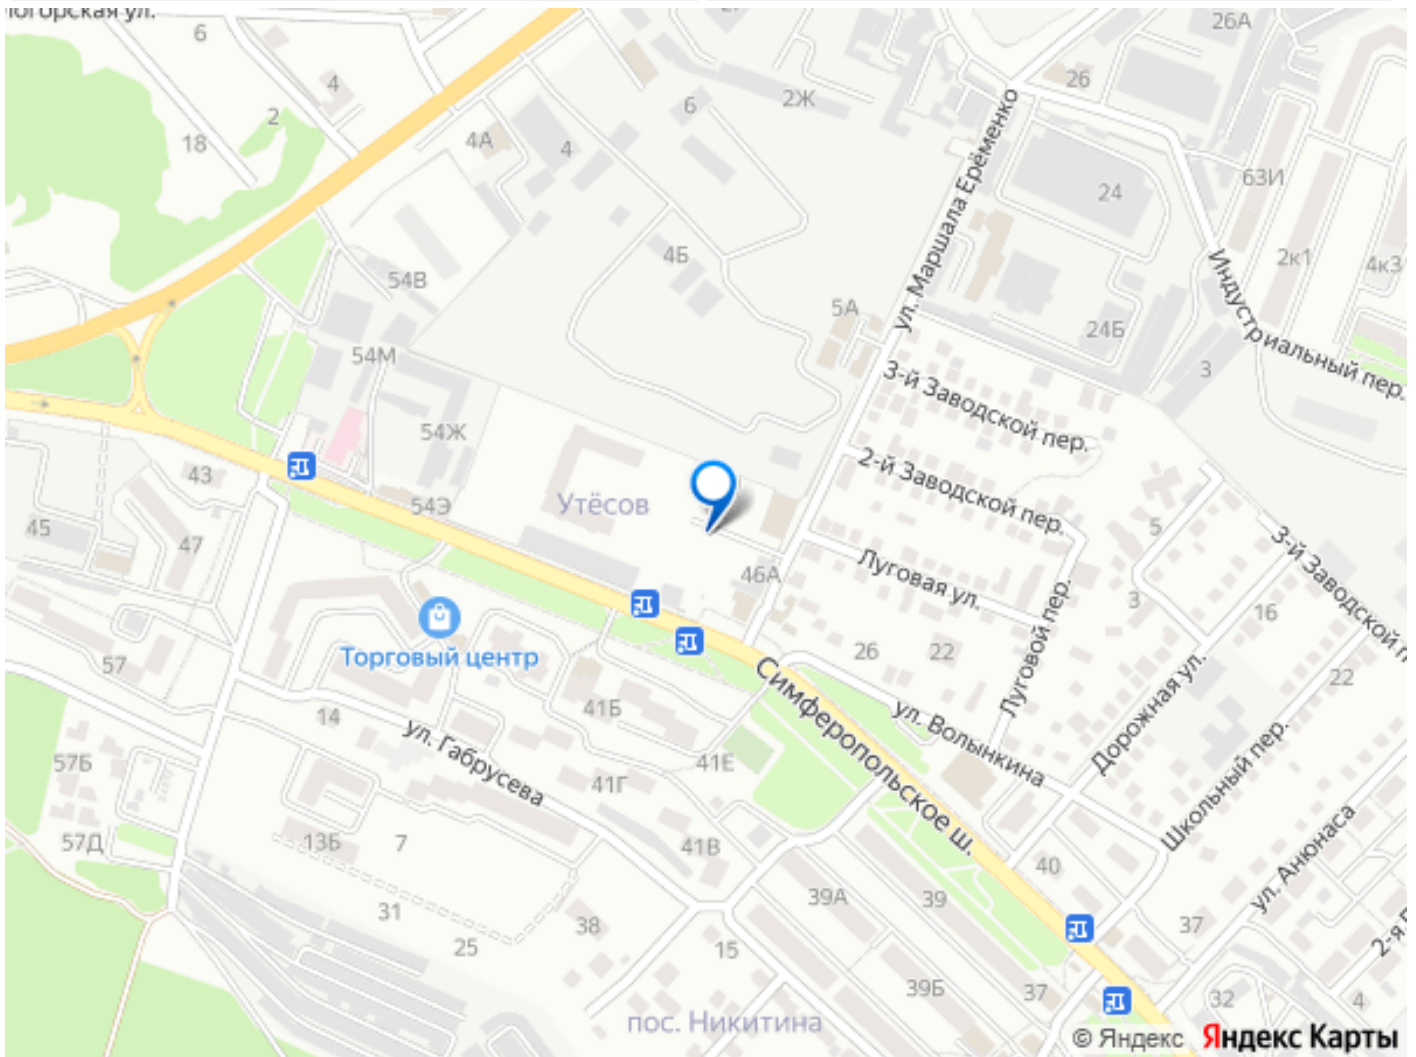 6
4
2
18
4А
4
6
2Ж
26А
26
24
63И
2к1
4к3
ул. Маршала Ерёменко
4Б
54В
5А
24Б
Индустриальный пер.
3
54М
3-й Заводской пер.
54Ж
2-й Заводской пер.
43
54Э
Утёсов
45
47
5
3-й Заводской п
46А
Луговая ул.
3
16
Торговый центр
57
26
22
Луговой пер.
22
Симферопольское ш.
ул. Волынкина
Дорожная ул.
14
ул. Габрусева
41Б
57Б
41Е
41Г
Школьный пер.
57Д
13Б
7
41В
40
ул. Анюнаса
31
39А
39
25
38
15
37
2-я
39Б
37
32
4
пос. Никитина
© Яндекс Яндекс Карты